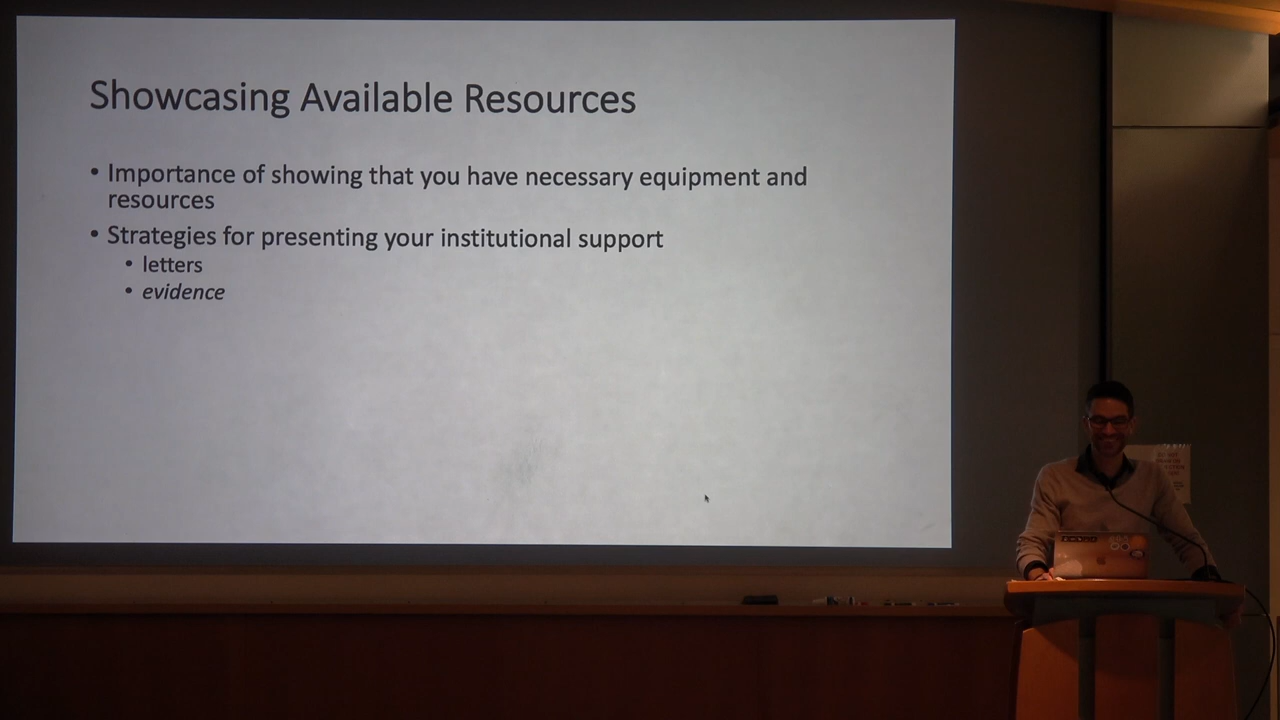 Showcasing Available Resources
• Importance of showing that you have necessary equipment and
resources
• Strategies for presenting your institutional support
• letters
• evidence